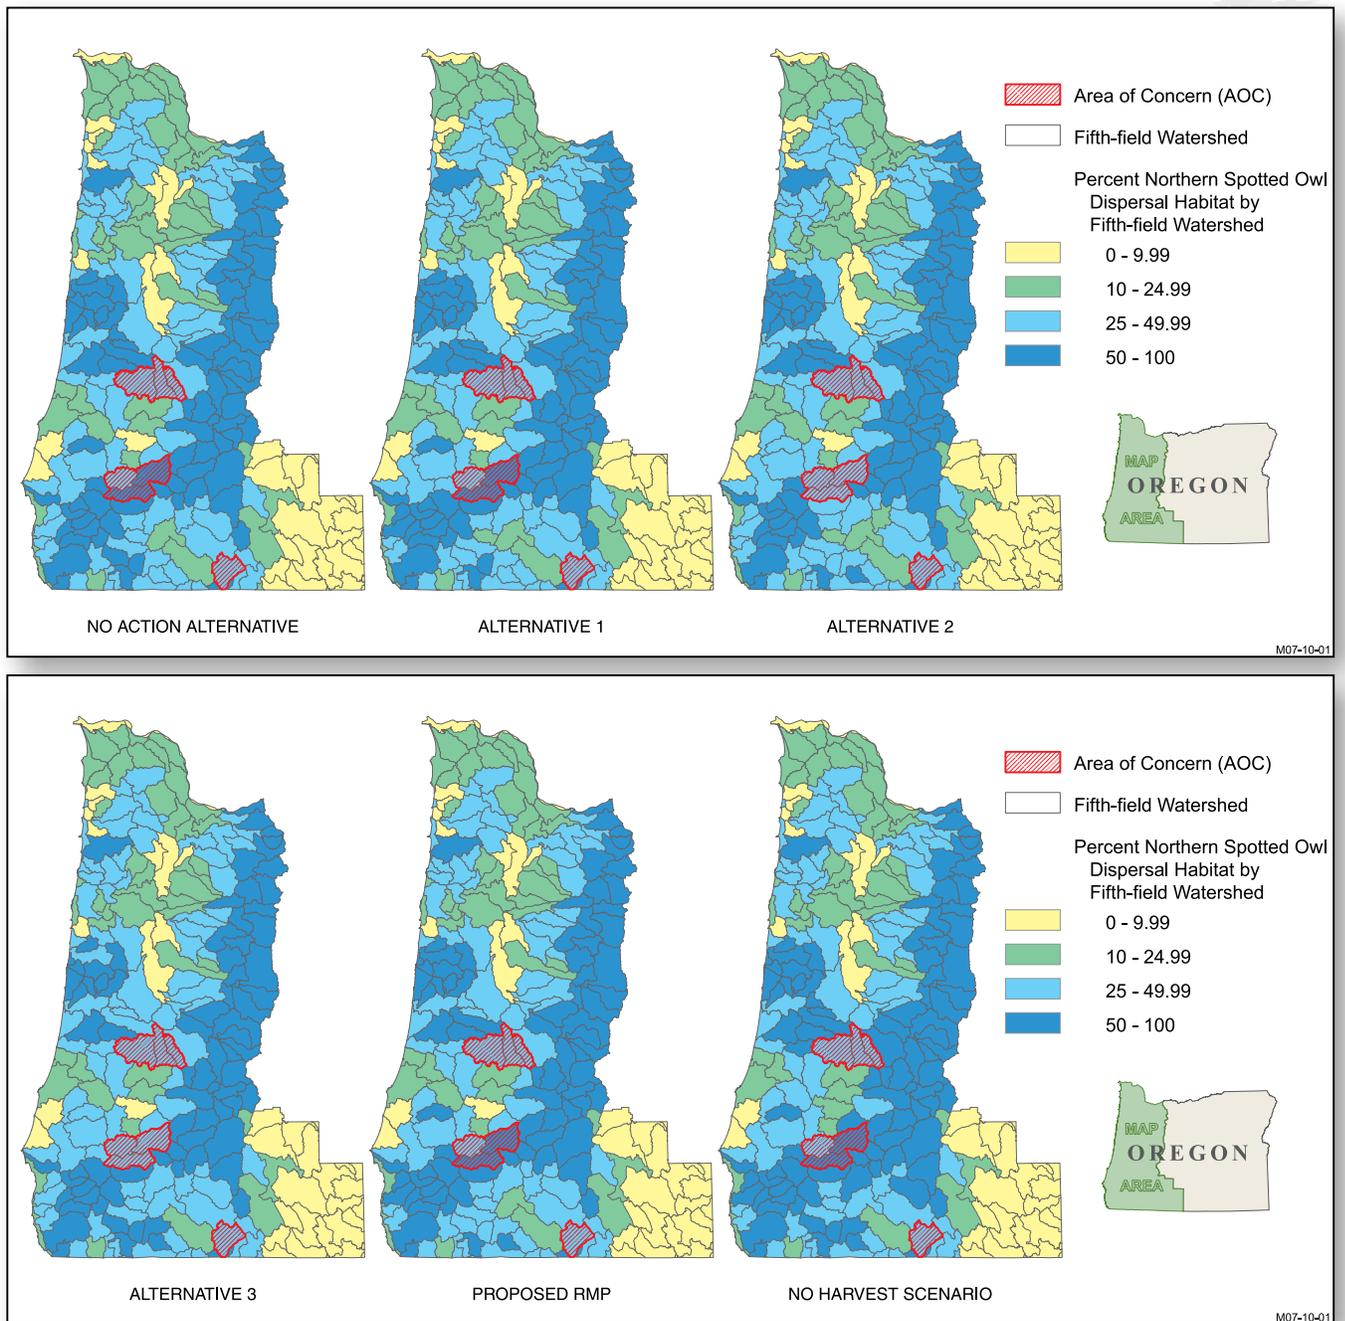 Area of Concern (AOC)
Fifth-field Watershed
Percent Northern Spotted Owl
Dispersal Habitat by
Fifth-field Watershed
0 - 9.99
10 - 24.99
25 - 49.99
50 - 100
MAP
OREGON
AREA
NO ACTION ALTERNATIVE
ALTERNATIVE 1
ALTERNATIVE 2
M07-10-01
Area of Concern (AOC)
Fifth-field Watershed
Percent Northern Spotted Owl
Dispersal Habitat by
Fifth-field Watershed
0 - 9.99
10 - 24.99
25 - 49.99
50 - 100
MAP
OREGON
AREA
ALTERNATIVE 3
PROPOSED RMP
NO HARVEST SCENARIO
M07-10-01